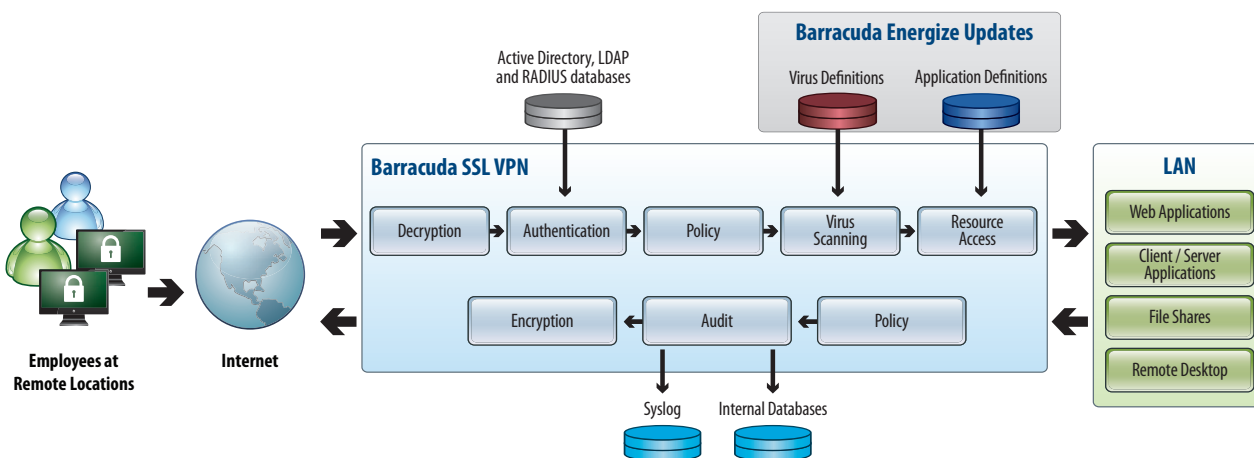 Barracuda Energize Updates
Active Directory, LDAP
and RADIUS databases
Virus Definitions
Application Definitions
Barracuda SSL VPN
LAN
Decryption
Authentication
Policy
Virus
Scanning
Resource
Access
Web Applications
Client / Server
Applications
File Shares
Remote Desktop
Encryption
Audit
Policy
Employees at
Remote Locations
Internet
Syslog
Internal Databases